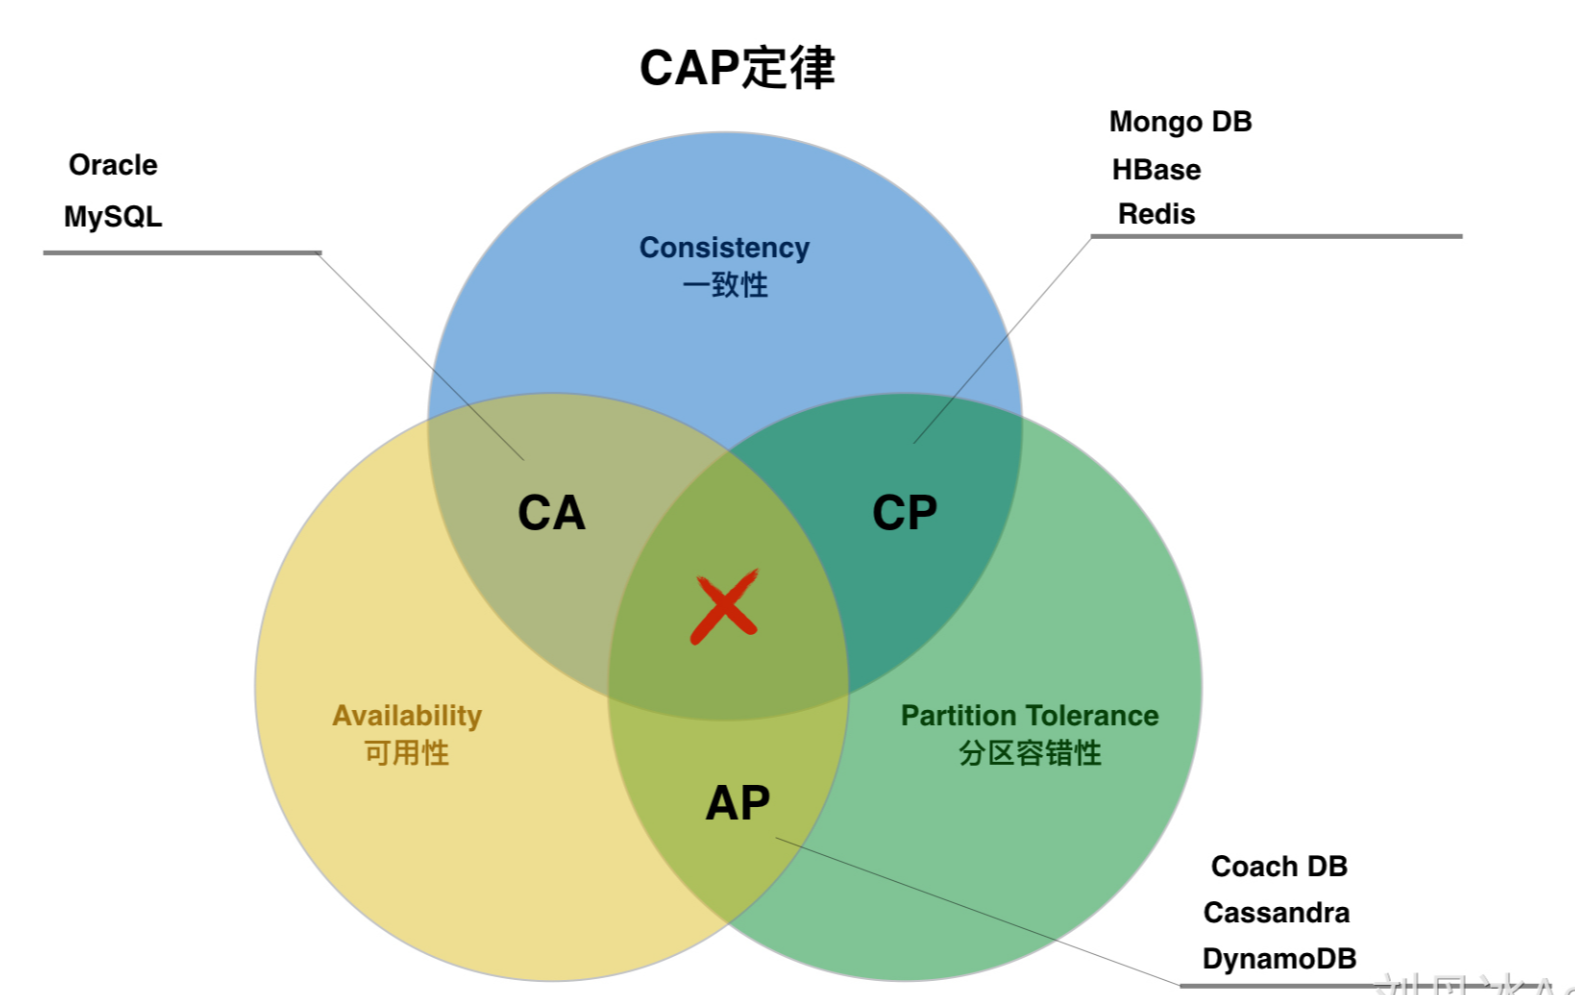 CAP定律
Oracle
MySQL
Mongo DB
HBase
Redis
Consistency
一致性
CA
CP
Availability
可用性
Partition Tolerance
分区容错性
AP
Coach DB
Cassandra
DynamoDB